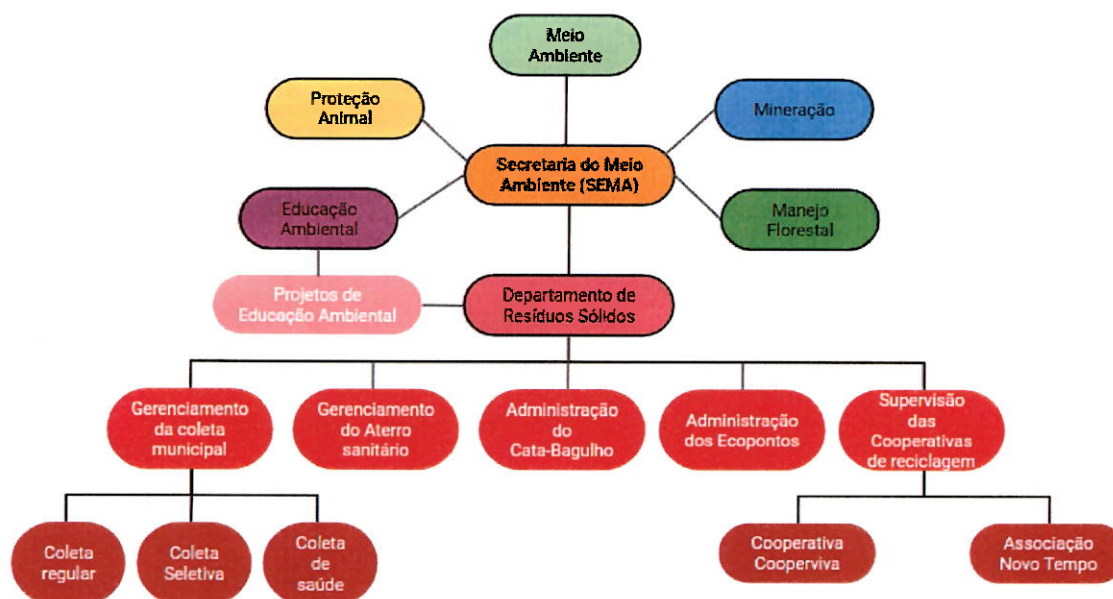 Meio
Ambiente
Proteção
Animal
Mineração
Secretaria do Meio
Ambiente (SEMA)
Educação
Ambiental
Manejo
Florestal
Projetos de
Educação Ambiental
Departamento de
Resíduos Sólidos
Gerenciamento
da coleta
municipal
Gerenciamento
do Aterro
sanitário
Administração
do
Cata-Bagulho
Administração
dos Ecopontos
Supervisão
das
Cooperativas
de reciclagem
Coleta
regular
Coleta
Seletiva
Coleta
de
saúde
Cooperativa
Cooperviva
Associação
Novo Tempo